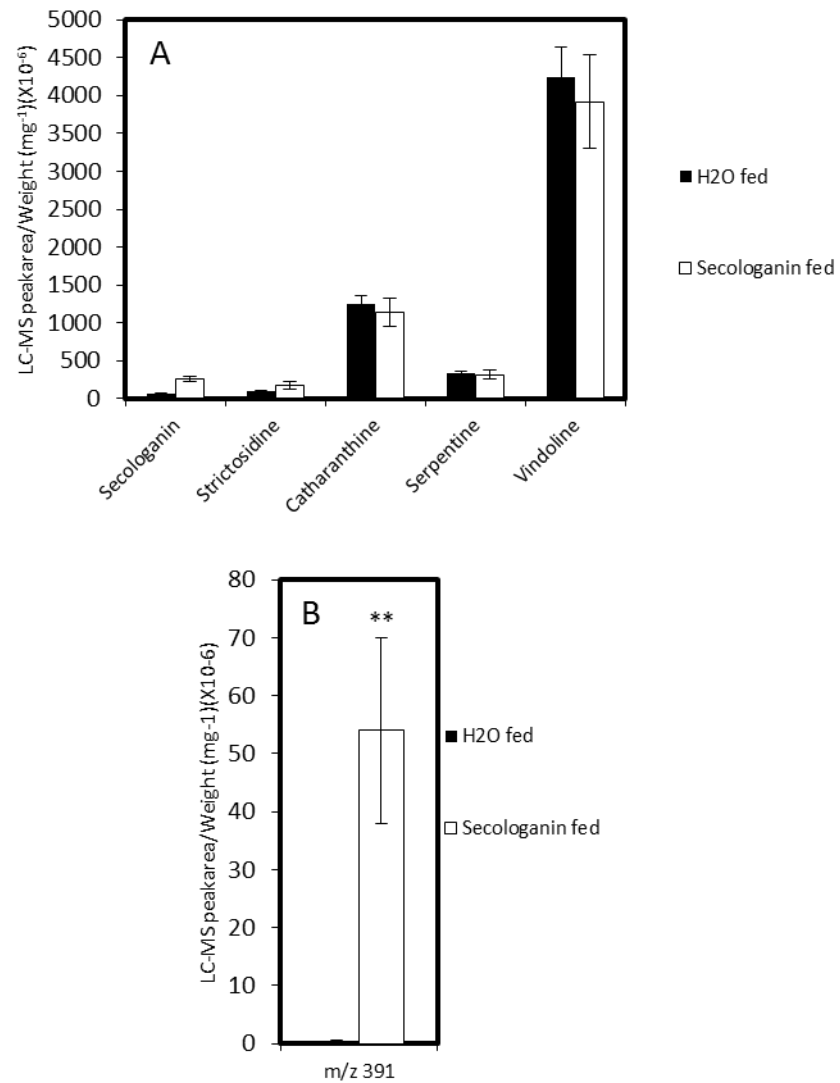 A
LC-MS peakarea/Weight (mg⁻¹)(X10⁻⁶)
5000
4500
4000
3500
3000
2500
2000
1500
1000
500
0
Secologanin
Strictosidine
Catharanthine
Serpentine
Vindoline
H2O fed
Secologanin fed
B
**
LC-MS peakarea/Weight (mg-1)(X10-6)
80
70
60
50
40
30
20
10
0
m/z 391
H2O fed
Secologanin fed